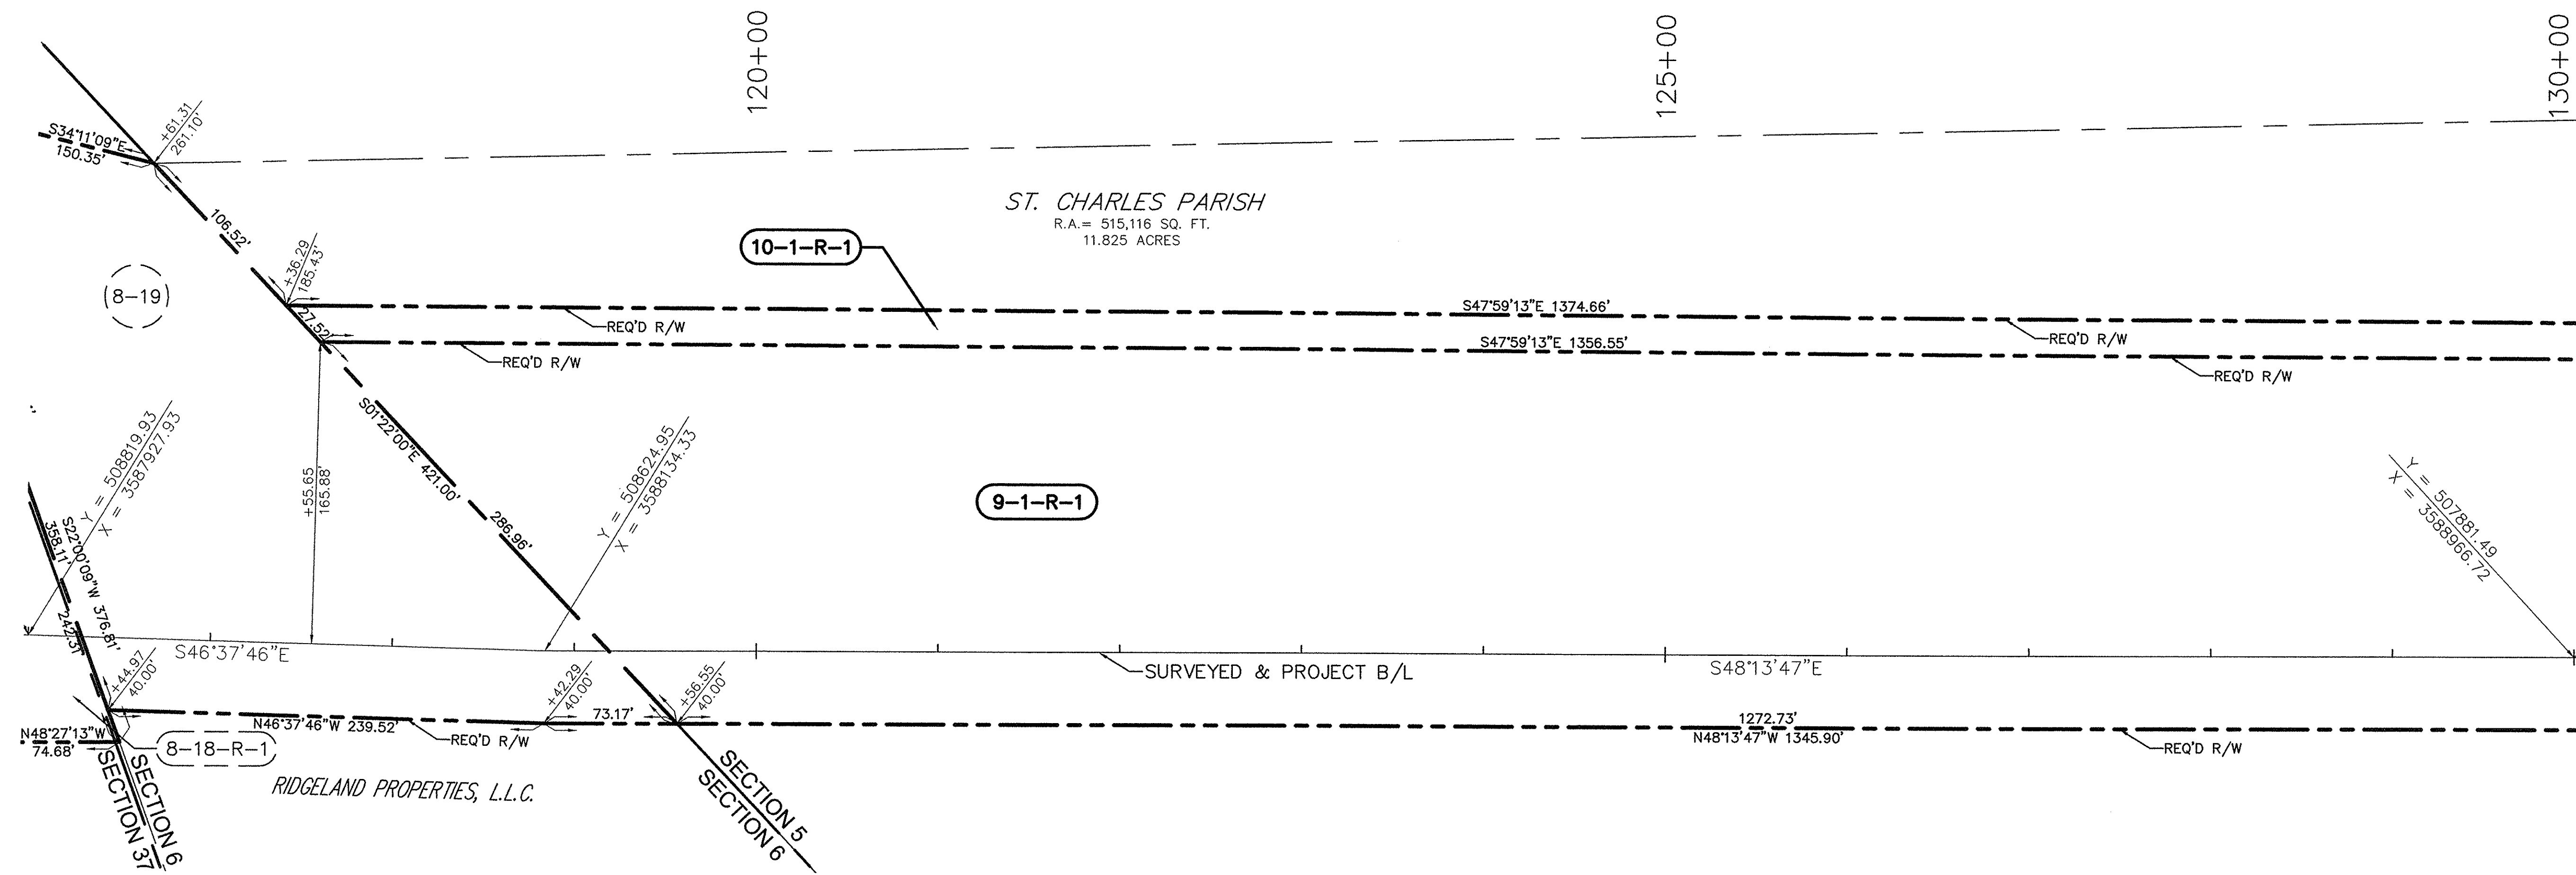 120+00
125+00
130+00
+61.31
261.10'
S34°11'09"E
150.35'
106.52'
ST. CHARLES PARISH
R.A.= 515,116 SQ. FT.
11.825 ACRES
10-1-R-1
(8-19)
+36.29
185.43'
27.52'
REQ'D R/W
S47°59'13"E 1374.66'
REQ'D R/W
REQ'D R/W
S47°59'13"E 1356.55'
REQ'D R/W
S01°22'00"E 421.00'
Y = 508819.93
X = 3587927.93
+55.65
165.88'
Y = 508624.95
X = 3588134.33
286.96'
9-1-R-1
Y = 507881.49
X = 3588966.72
S22°00'09"W 376.81'
358.11'
242.31'
S46°37'46"E
SURVEYED & PROJECT B/L
S48°13'47"E
+44.97
40.00'
+42.29
40.00'
+56.55
40.00'
N46°37'46"W 239.52'
REQ'D R/W
73.17'
1272.73'
N48°13'47"W 1345.90'
REQ'D R/W
N48°27'13"W
74.68'
8-18-R-1
RIDGELAND PROPERTIES, L.L.C.
SECTION 6
SECTION 37
SECTION 5
SECTION 6